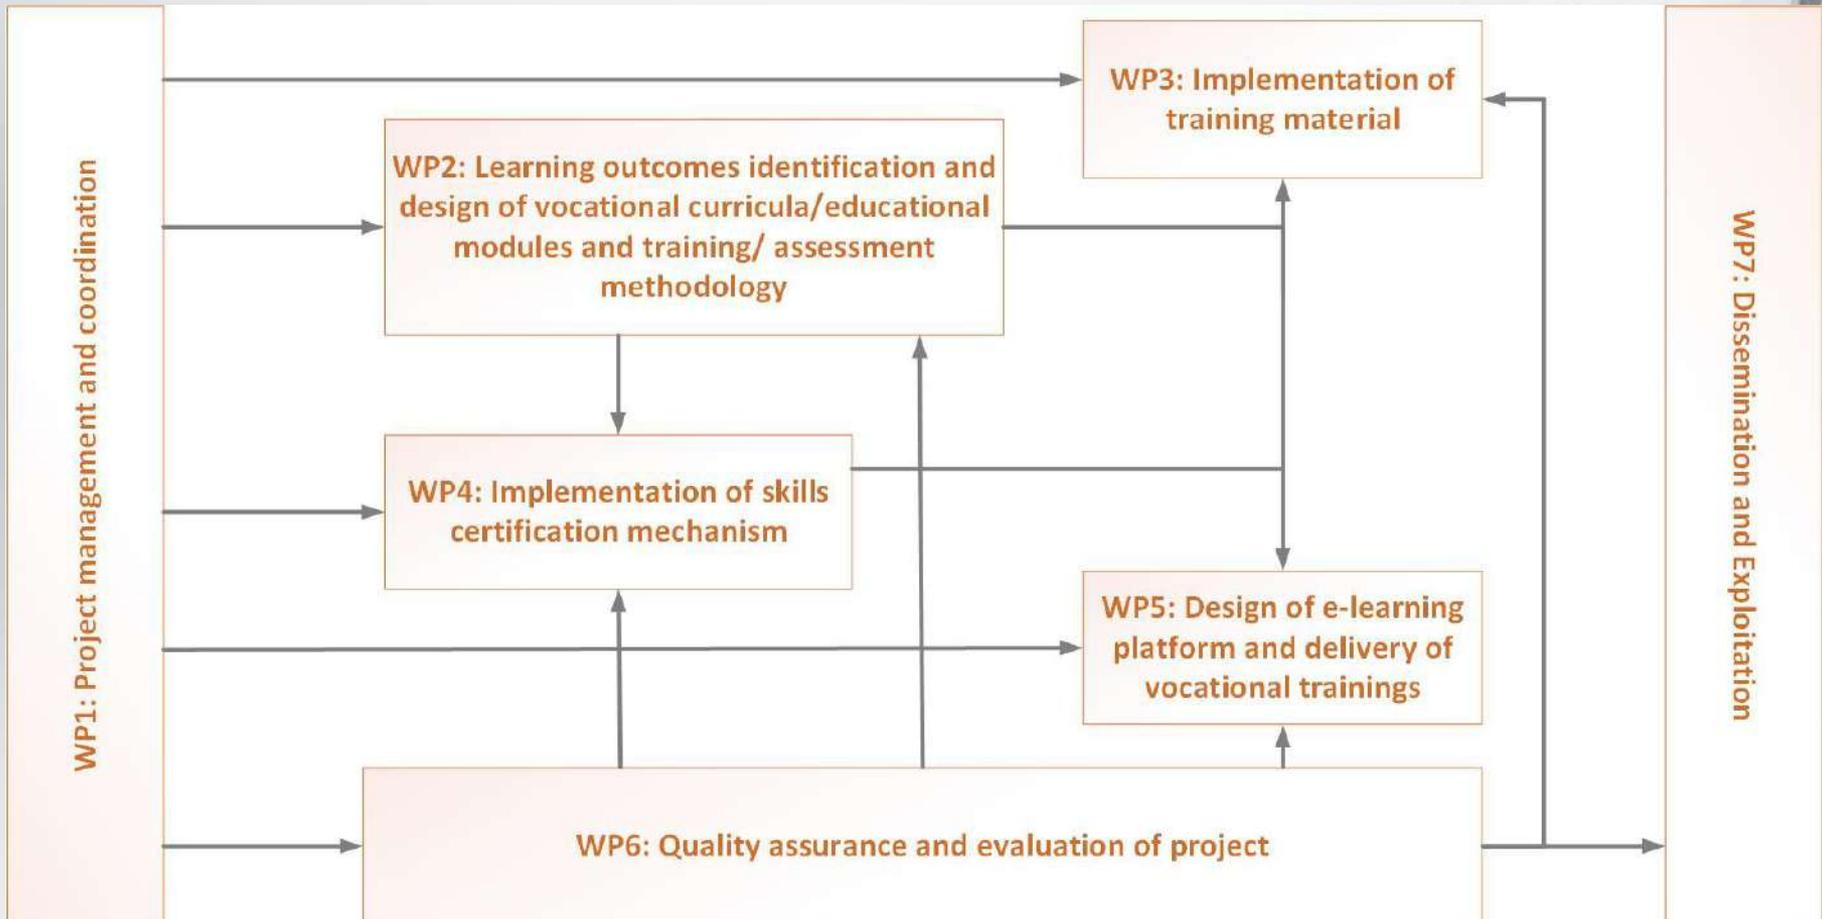 WP1: Project management and coordination
WP3: Implementation of
training material
WP2: Learning outcomes identification and
design of vocational curricula/educational
modules and training/ assessment
methodology
WP4: Implementation of skills
certification mechanism
WP5: Design of e-learning
platform and delivery of
vocational trainings
WP6: Quality assurance and evaluation of project
WP7: Dissemination and Exploitation